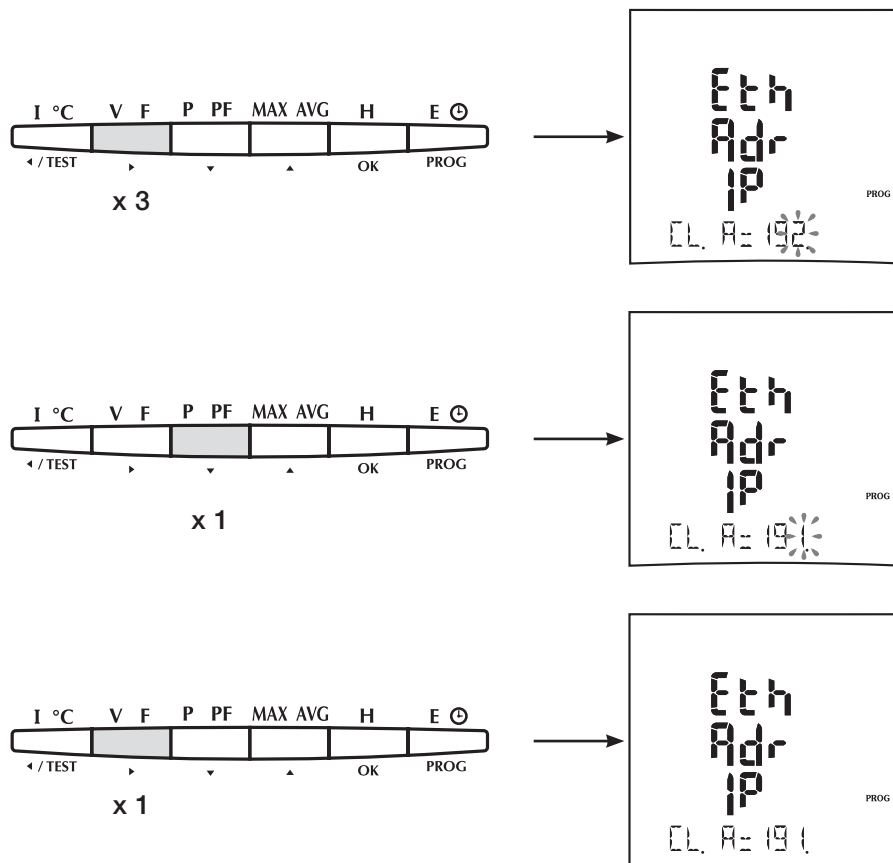 I °C V F P PF MAX AVG H E
/ TEST OK PROG
x 3
Eth
Adr
IP
PROG
CL. A=192.
I °C V F P PF MAX AVG H E
/ TEST OK PROG
x 1
Eth
Adr
IP
PROG
CL. A=191.
I °C V F P PF MAX AVG H E
/ TEST OK PROG
x 1
Eth
Adr
IP
PROG
CL. A=191.